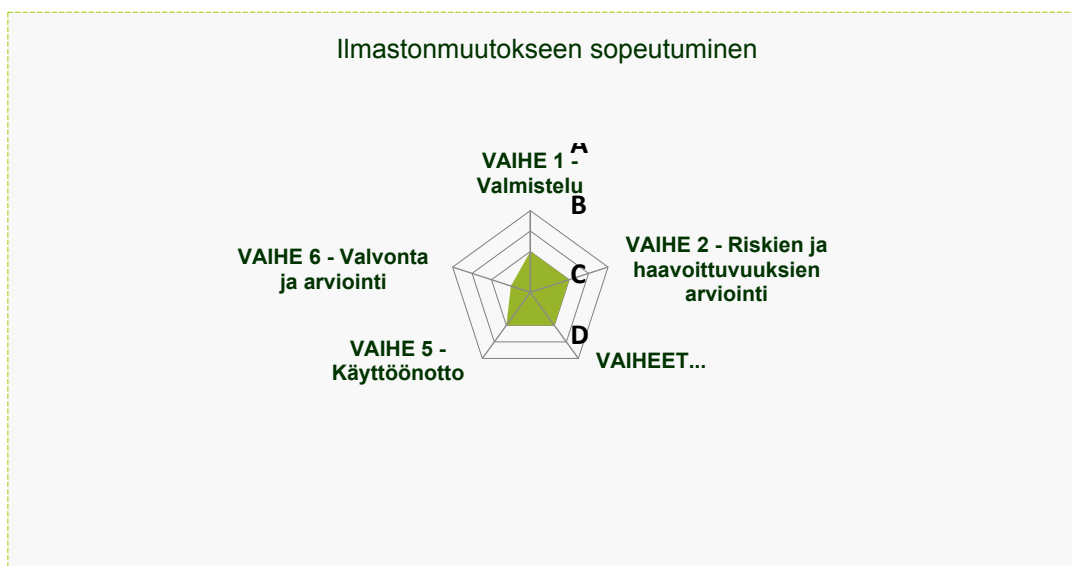 Ilmastonmuutokseen sopeutuminen
A
VAIHE 1 -
Valmistelu
B
VAIHE 2 - Riskien ja
haavoittuvuuksien
arviointi
VAIHE 6 - Valvonta
ja arviointi
C
D
VAIHE 5 -
Käyttöönotto
VAIHEET...